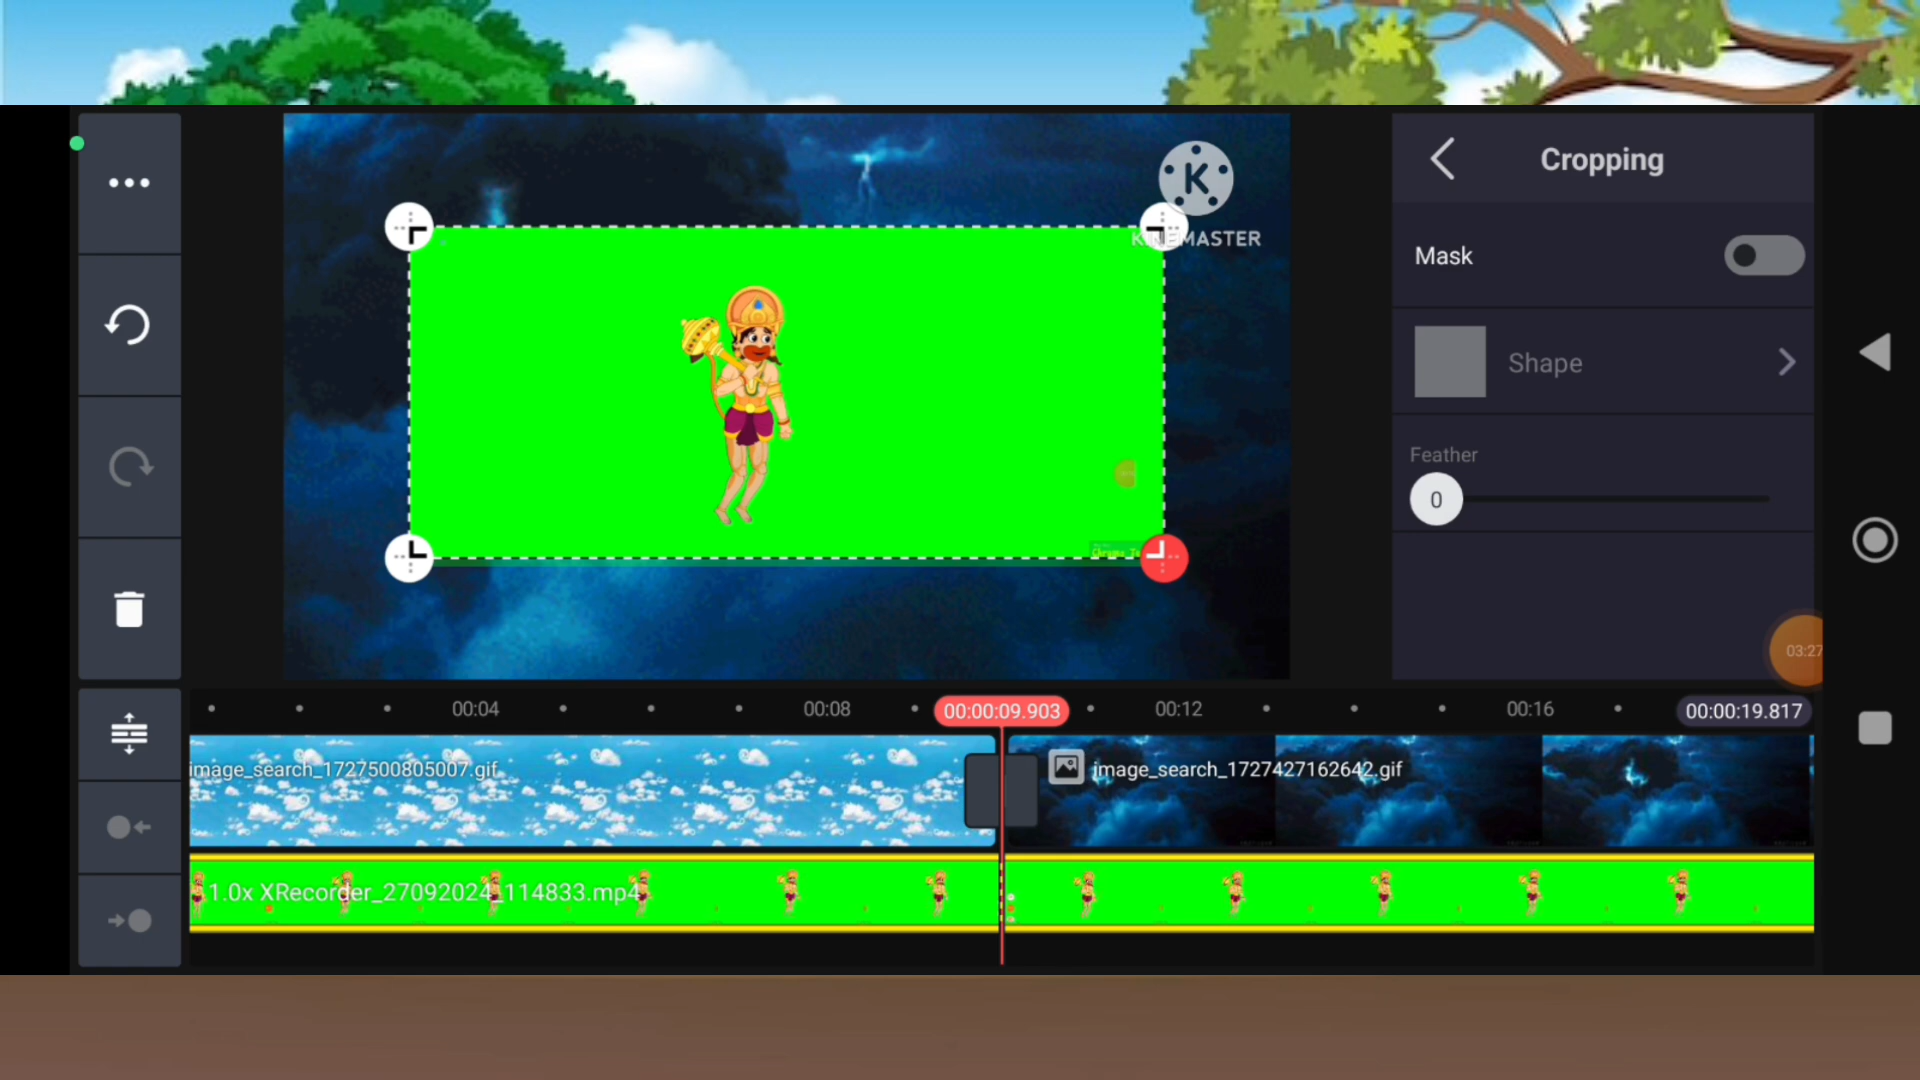 Cropping
KINEMASTER
Mask
Shape
Feather
0
03:27
00:04
00:08
00:00:09.903
00:12
00:16
00:00:19.817
image_search_1727500805007.gif
image_search_1727427162642.gif
1.0x XRecorder_27092024_114833.mp4